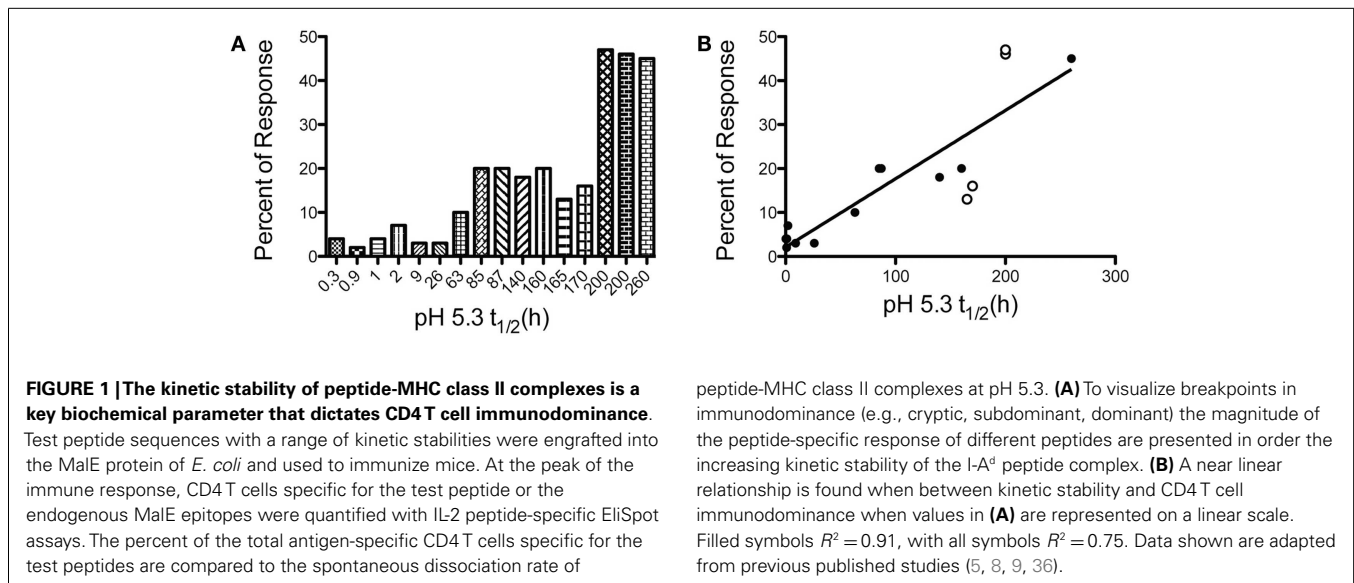 A
Percent of Response
50
40
30
20
10
0
0.3 0.9 1 2 9 26 63 85 87 140 160 165 170 200 200 260
pH 5.3 t1/2(h)
B
Percent of Response
50
40
30
20
10
0
0 100 200 300
pH 5.3 t1/2(h)
FIGURE 1 | The kinetic stability of peptide-MHC class II complexes is a
key biochemical parameter that dictates CD4 T cell immunodominance.
Test peptide sequences with a range of kinetic stabilities were engrafted into
the MalE protein of E. coli and used to immunize mice. At the peak of the
immune response, CD4 T cells specific for the test peptide or the
endogenous MalE epitopes were quantified with IL-2 peptide-specific EliSpot
assays. The percent of the total antigen-specific CD4 T cells specific for the
test peptides are compared to the spontaneous dissociation rate of
peptide-MHC class II complexes at pH 5.3. (A) To visualize breakpoints in
immunodominance (e.g., cryptic, subdominant, dominant) the magnitude of
the peptide-specific response of different peptides are presented in order the
increasing kinetic stability of the I-Ad peptide complex. (B) A near linear
relationship is found when between kinetic stability and CD4 T cell
immunodominance when values in (A) are represented on a linear scale.
Filled symbols R2 = 0.91, with all symbols R2 = 0.75. Data shown are adapted
from previous published studies (5, 8, 9, 36).